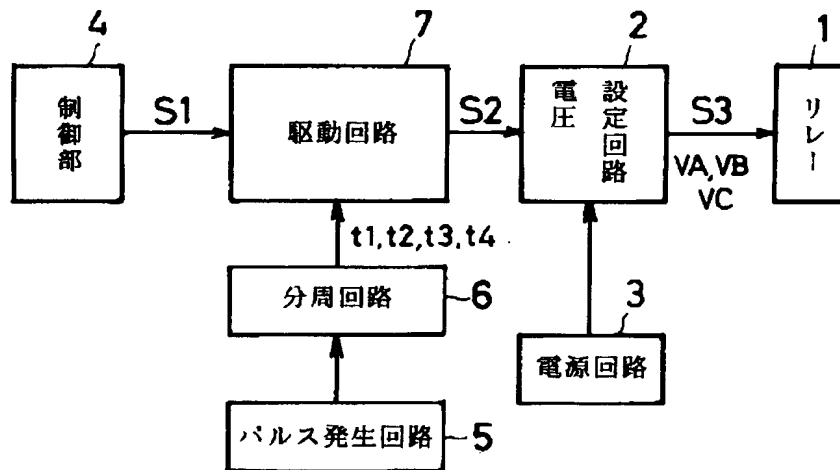 4
7
2
1
制御部
S1
駆動回路
S2
電圧
設定回路
S3
リレー
VA,VB
VC
t1,t2,t3,t4
分周回路
6
3
電源回路
パルス発生回路
5